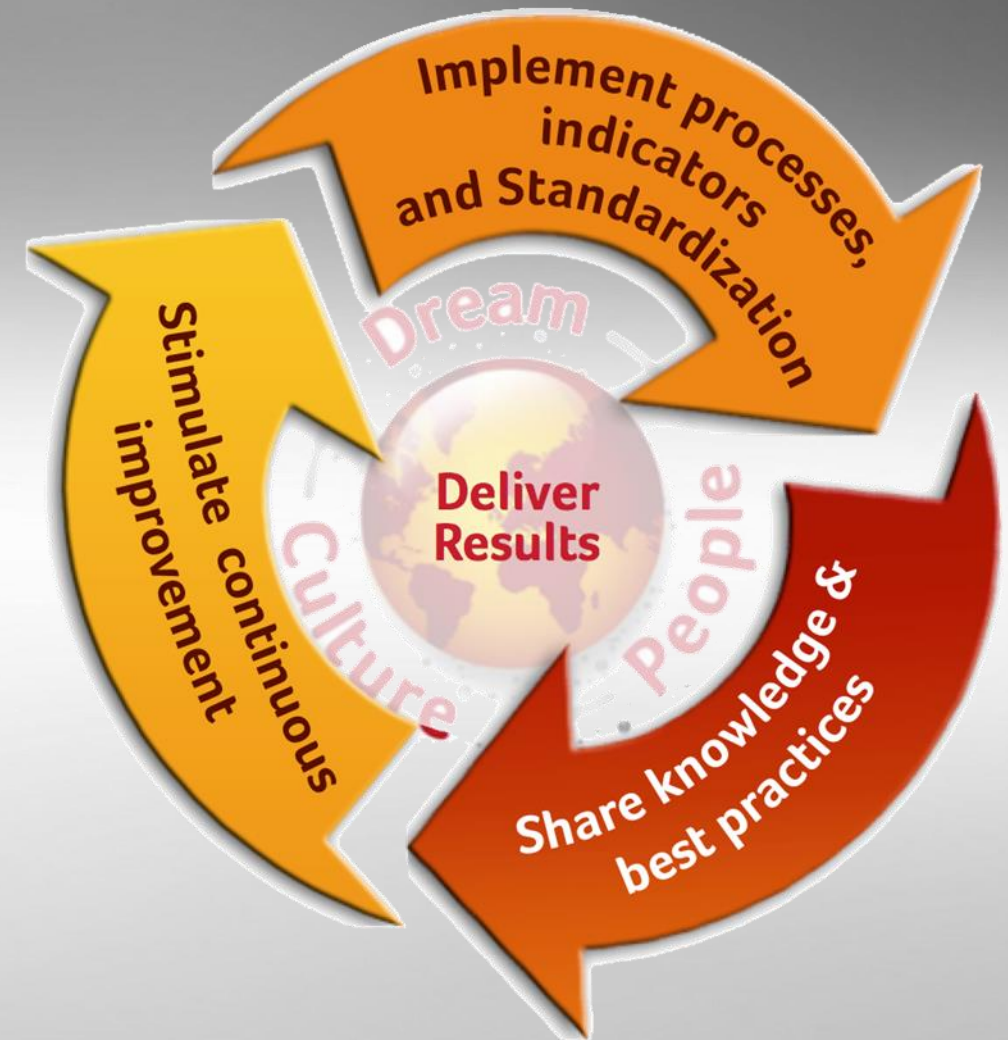 Implement processes,
indicators
and Standardization
Dream
Deliver
Results
People
Culture
Share knowledge &
best practices
Stimulate continuous
improvement